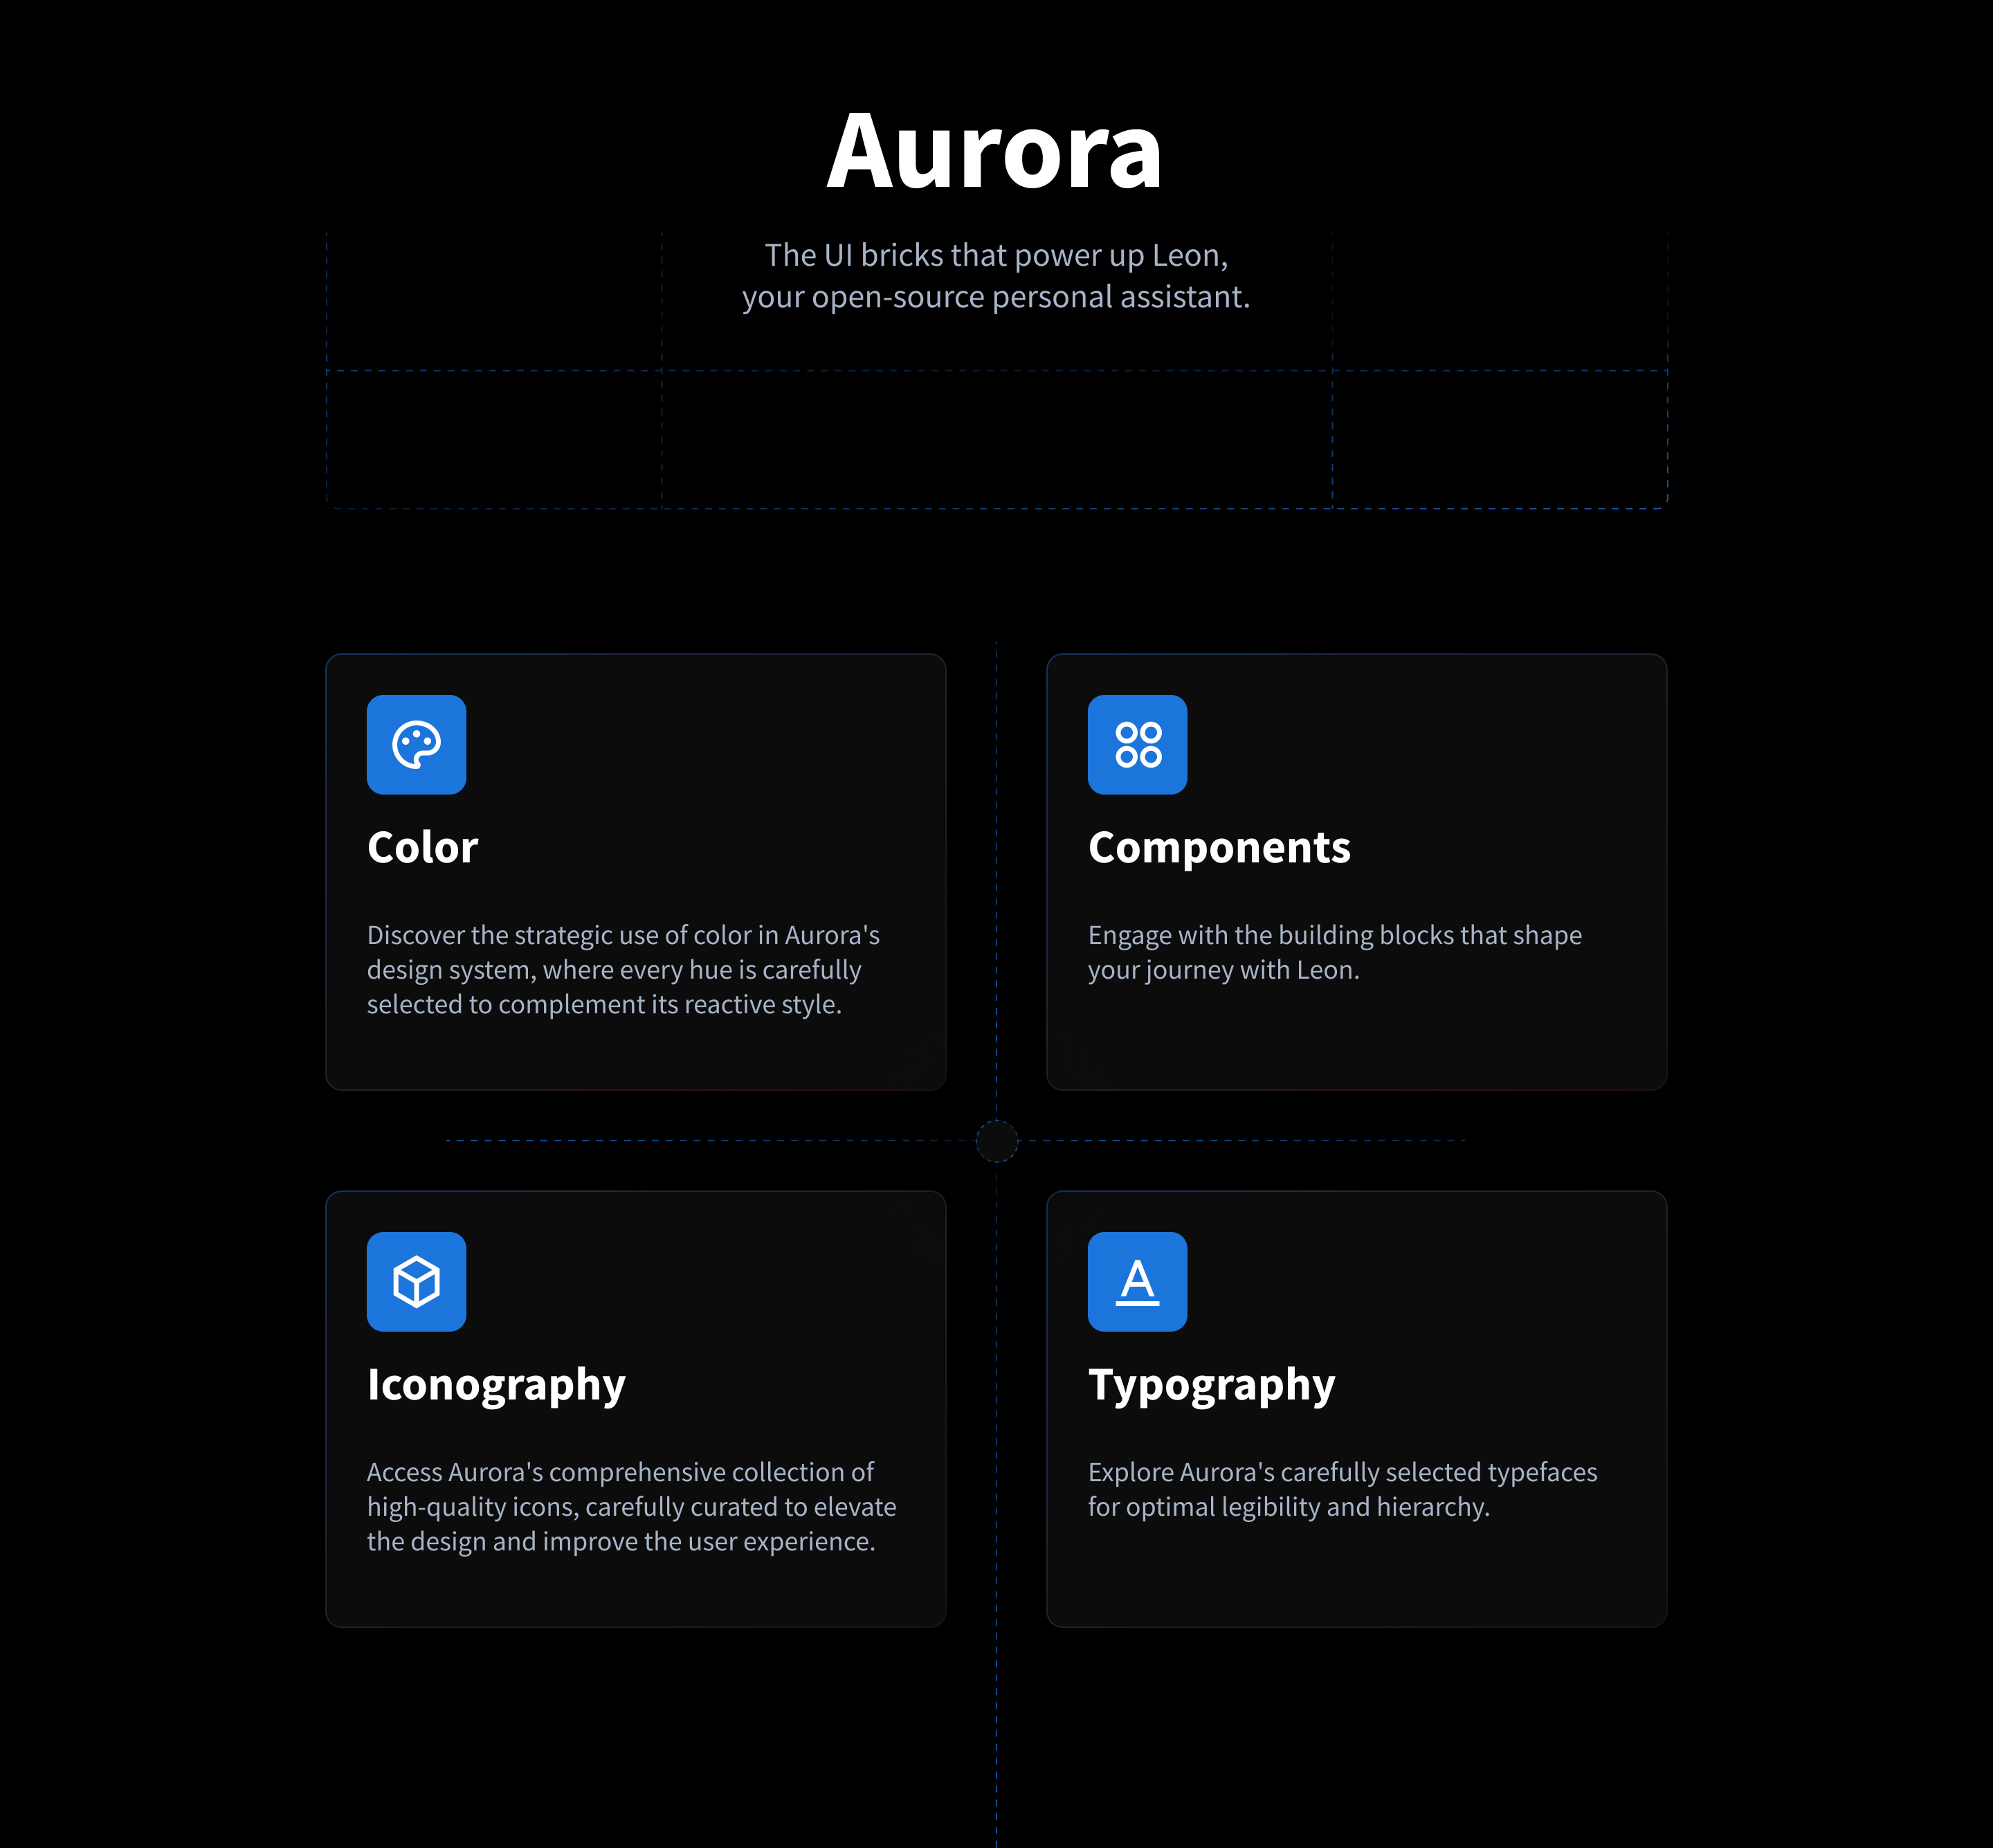 Aurora
The UI bricks that power up Leon,
your open-source personal assistant.
Color
Discover the strategic use of color in Aurora's
design system, where every hue is carefully
selected to complement its reactive style.
Components
Engage with the building blocks that shape
your journey with Leon.
Iconography
Access Aurora's comprehensive collection of
high-quality icons, carefully curated to elevate
the design and improve the user experience.
A
Typography
Explore Aurora's carefully selected typefaces
for optimal legibility and hierarchy.